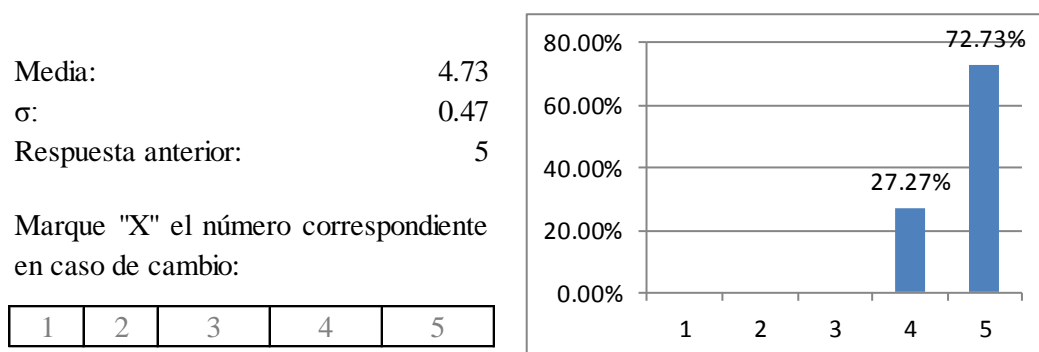 Media: 4.73
σ: 0.47
Respuesta anterior: 5
Marque "X" el número correspondiente
en caso de cambio:
1 2 3 4 5
80.00%
60.00%
40.00%
20.00%
0.00%
72.73%
27.27%
1 2 3 4 5